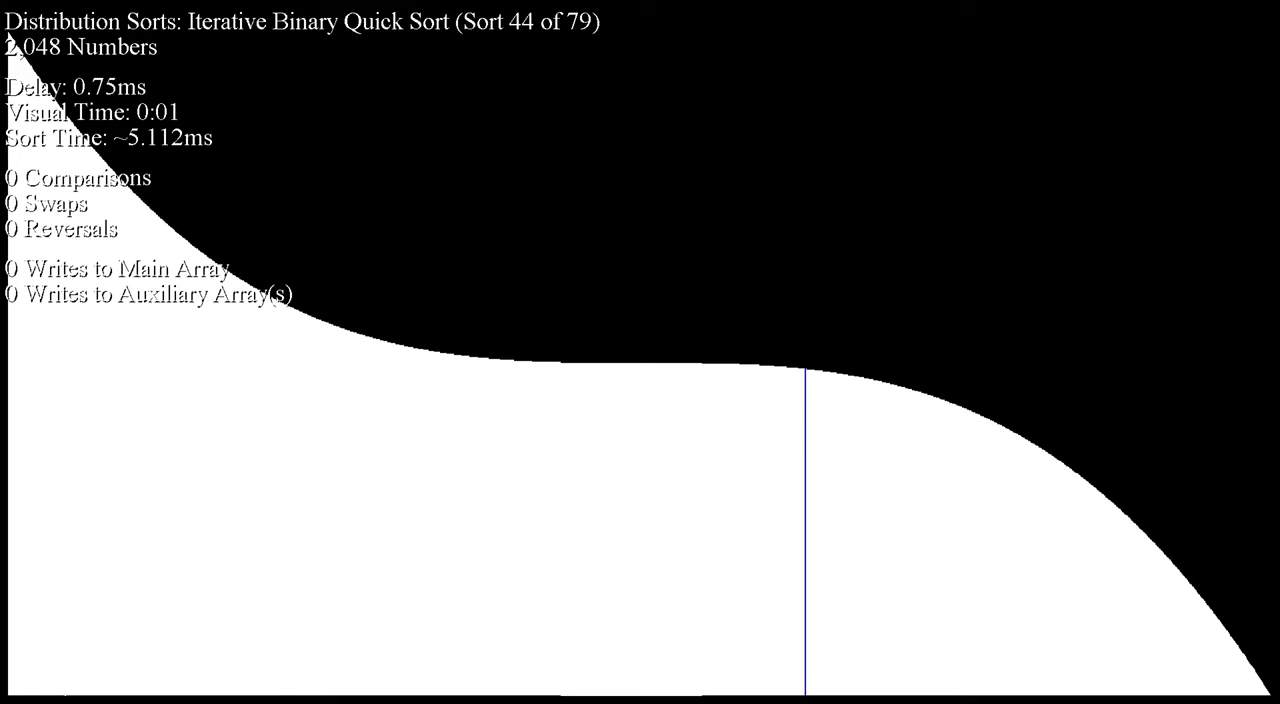 Distribution Sorts: Iterative Binary Quick Sort (Sort 44 of 79)
2,048 Numbers
Delay: 0.75ms
Visual Time: 0:01
Sort Time: ~5.112ms
0 Comparisons
0 Swaps
0 Reversals
0 Writes to Main Array
0 Writes to Auxiliary Array(s)